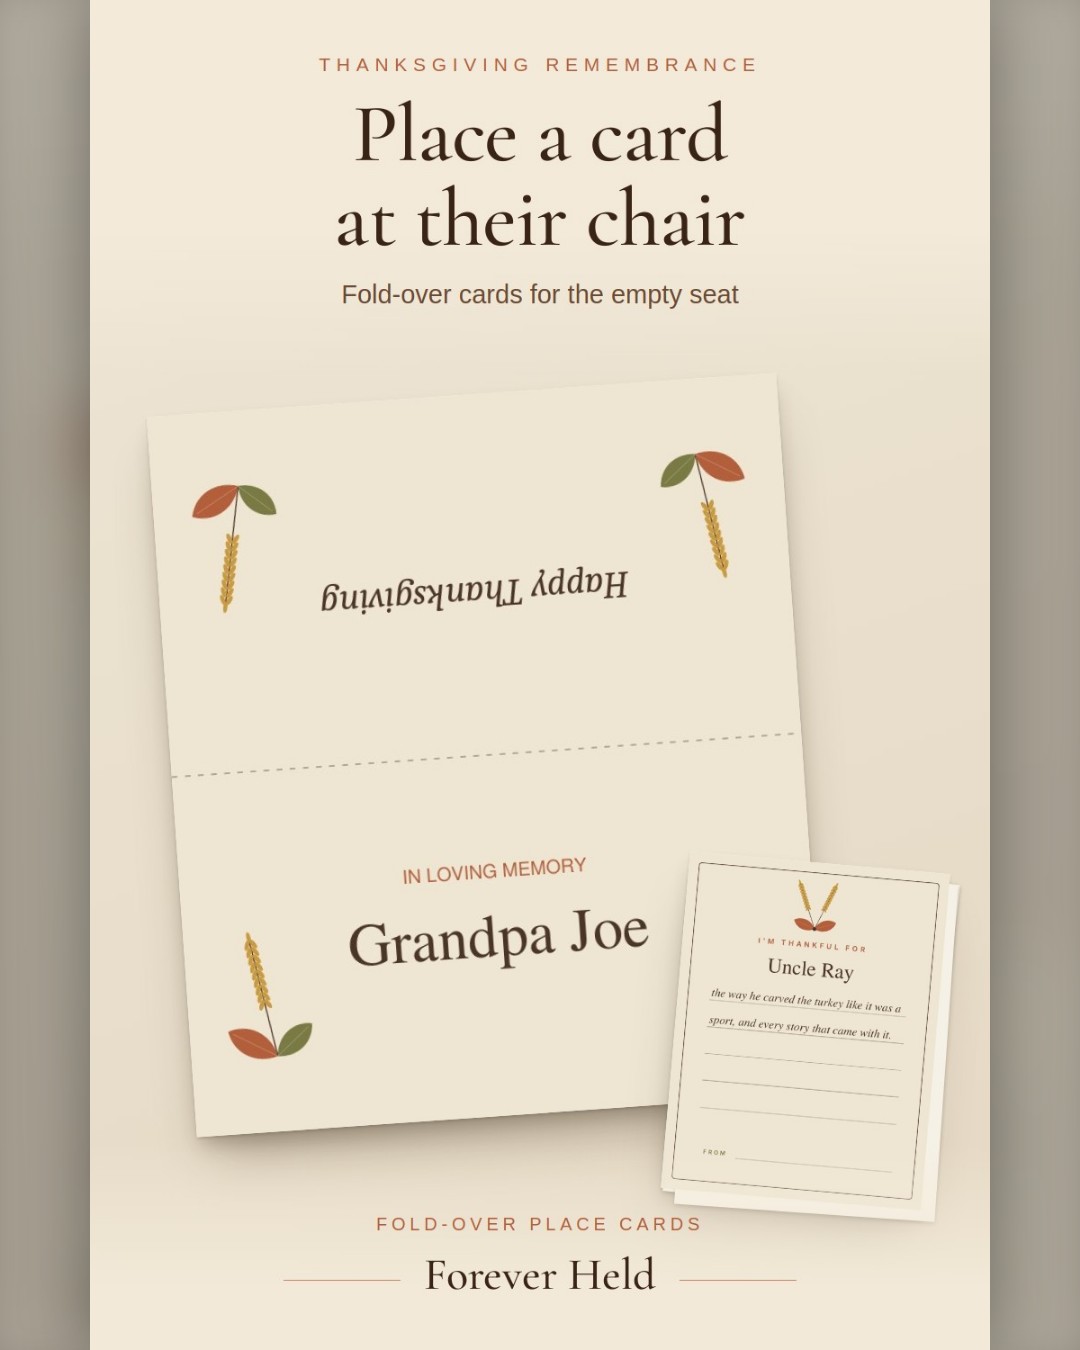 THANKSGIVING REMEMBRANCE
Place a card
at their chair
Fold-over cards for the empty seat
Happy Thanksgiving
IN LOVING MEMORY
Grandpa Joe
I'M THANKFUL FOR
Uncle Ray
the way he carved the turkey like it was a
sport, and every story that came with it.
FROM
FOLD-OVER PLACE CARDS
Forever Held